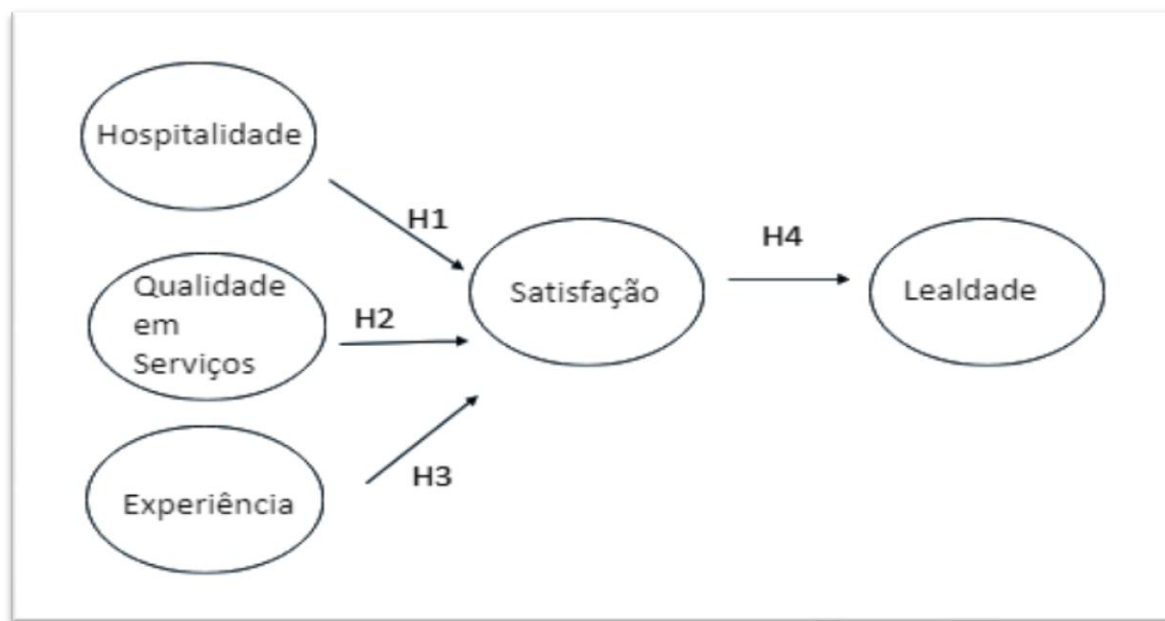 Hospitalidade
H1
Qualidade
em
Serviços
H2
Experiência
H3
Satisfação
H4
Lealdade